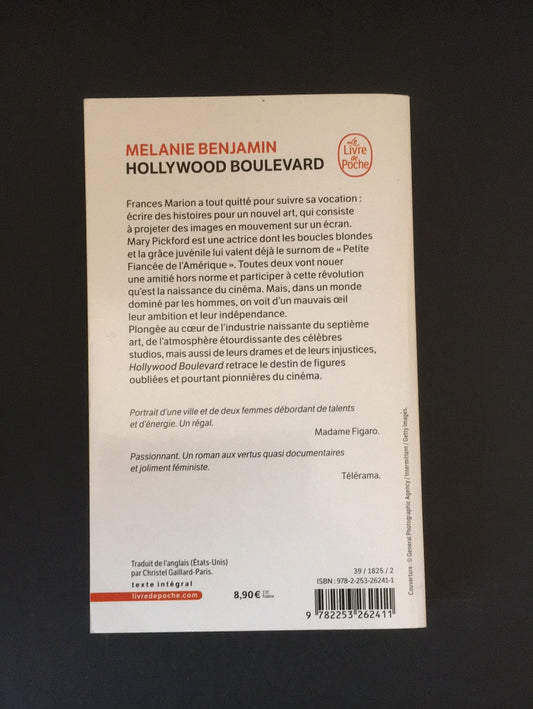 MELANIE BENJAMIN
HOLLYWOOD BOULEVARD
Le
Livre
de
Poche
Frances Marion a tout quitté pour suivre sa vocation :
écrire des histoires pour un nouvel art, qui consiste
à projeter des images en mouvement sur un écran.
Mary Pickford est une actrice dont les boucles blondes
et la grâce juvénile lui valent déjà le surnom de « Petite
Fiancée de l'Amérique ». Toutes deux vont nouer
une amitié hors norme et participer à cette révolution
qu'est la naissance du cinéma. Mais, dans un monde
dominé par les hommes, on voit d'un mauvais œil
leur ambition et leur indépendance.
Plongée au cœur de l'industrie naissante du septième
art, de l'atmosphère étourdissante des célèbres
studios, mais aussi de leurs drames et de leurs injustices,
Hollywood Boulevard retrace le destin de figures
oubliées et pourtant pionnières du cinéma.
Portrait d'une ville et de deux femmes débordant de talents
et d'énergie. Un régal.
Madame Figaro.
Passionnant. Un roman aux vertus quasi documentaires
et joliment féministe.
Télérama.
Traduit de l'anglais (États-Unis)
par Christel Gaillard-Paris.
texte intégral
livredepoche.com
8,90 € TTC
France
39 / 1825 / 2
ISBN : 978-2-253-26241-1
9 782253 262411
Couverture : © General Photographic Agency / Intermittent / Getty Images.